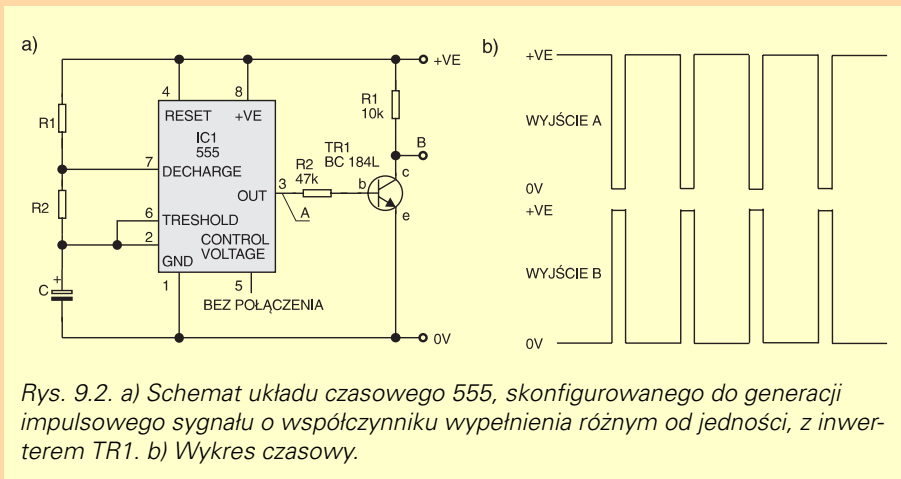 a)
+VE
4
8
R1
10k
RESET
+VE
R1
IC1
555
B
TR1
BC 184L
7
DECHARGE
R2
47k
c
3
b
OUT
R2
A
6
TRESHOLD
e
2
CONTROL
VOLTAGE
GND
+
C
1
5
BEZ POŁĄCZENIA
0V
b)
+VE
WYJŚCIE A
0V
+VE
WYJŚCIE B
0V
Rys. 9.2. a) Schemat układu czasowego 555, skonfigurowanego do generacji
impulsowego sygnału o współczynniku wypełnienia różnym od jedności, z inwer-
terem TR1. b) Wykres czasowy.